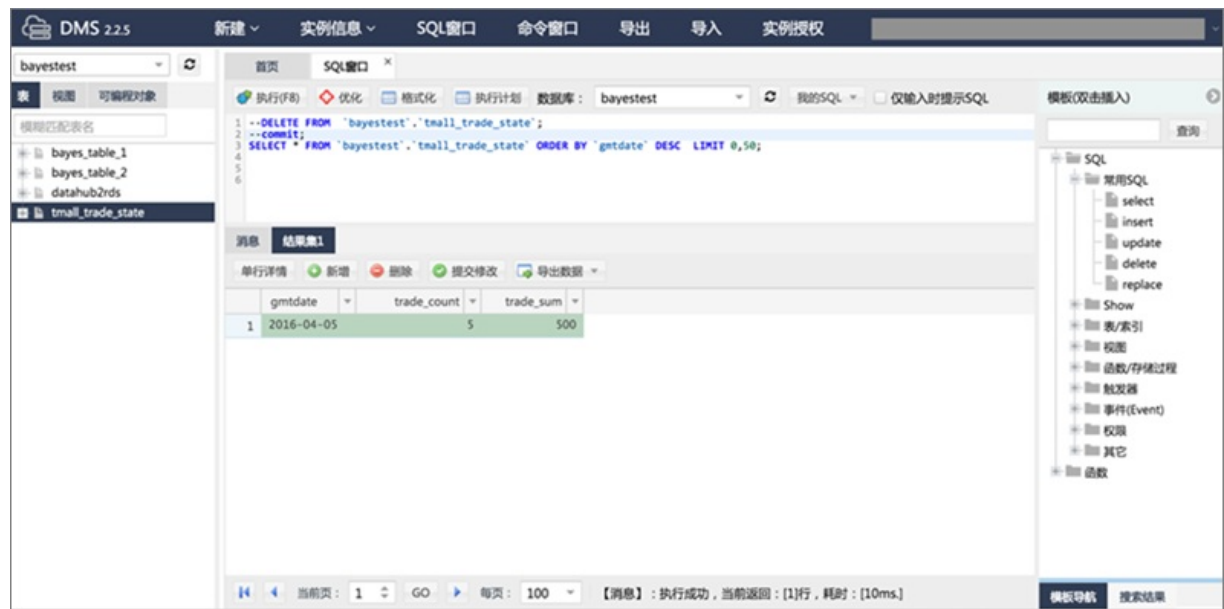 DMS 2.2.5 新建 实例信息 SQL窗口 命令窗口 导出 导入 实例授权
bayestest
表 视图 可编程对象
模糊匹配表名
bayes_table_1
bayes_table_2
datahub2rds
tmall_trade_state
首页 SQL窗口 ×
执行(F8) 优化 格式化 执行计划 数据库： bayestest 我的SQL 仅输入时提示SQL
1 --DELETE FROM `bayestest`.`tmall_trade_state`;
2 --commit;
3 SELECT * FROM `bayestest`.`tmall_trade_state` ORDER BY `gmtdate` DESC LIMIT 0,50;
4
5
6
消息 结果集1
单行详情 新增 删除 提交修改 导出数据
gmtdate trade_count trade_sum
1 2016-04-05 5 500
当前页： 1 GO 每页： 100 【消息】：执行成功，当前返回：[1]行，耗时：[10ms.]
模板(双击插入)
查询
SQL
常用SQL
select
insert
update
delete
replace
Show
表/索引
视图
函数/存储过程
触发器
事件(Event)
权限
其它
函数
模板导航 搜索结果